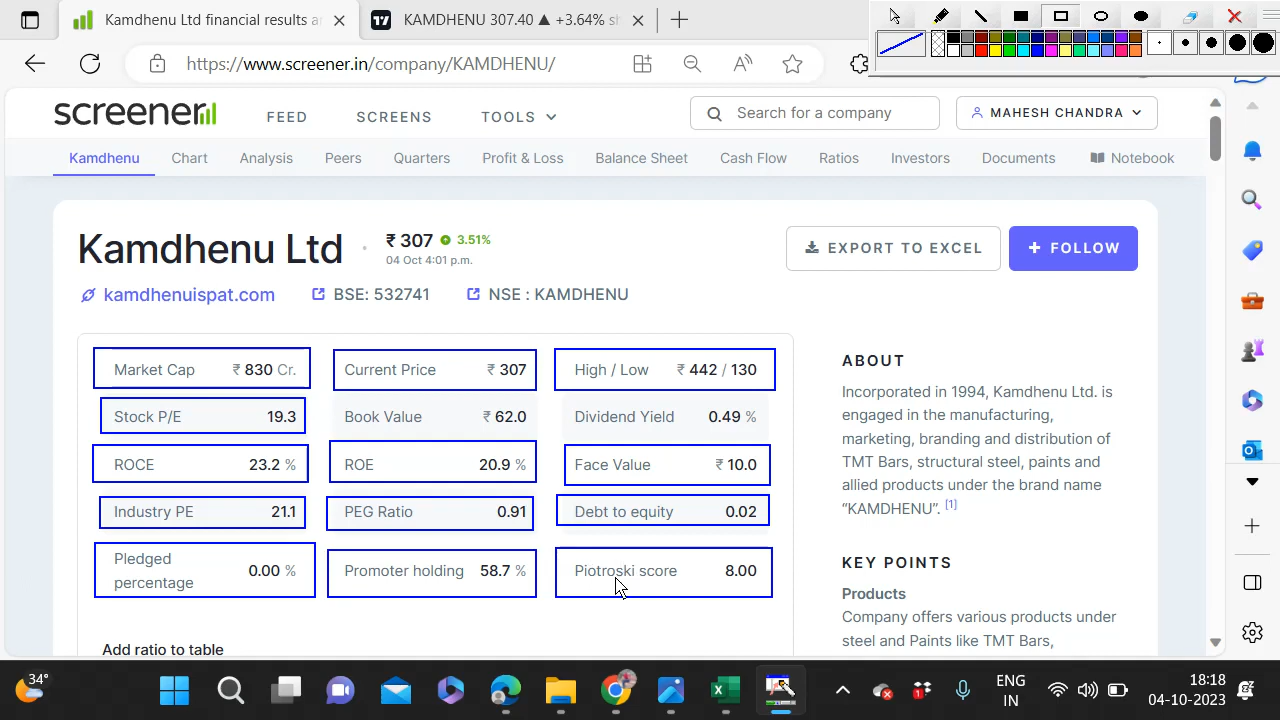 Kamdhenu Ltd financial results a
KAMDHENU 307.40 ▲ +3.64%
https://www.screener.in/company/KAMDHENU/
screener
FEED
SCREENS
TOOLS
Search for a company
MAHESH CHANDRA
Kamdhenu
Chart
Analysis
Peers
Quarters
Profit & Loss
Balance Sheet
Cash Flow
Ratios
Investors
Documents
Notebook
Kamdhenu Ltd
₹ 307 3.51%
04 Oct 4:01 p.m.
EXPORT TO EXCEL
+ FOLLOW
kamdhenuispat.com
BSE: 532741
NSE : KAMDHENU
Market Cap ₹ 830 Cr.
Current Price ₹ 307
High / Low ₹ 442 / 130
Stock P/E 19.3
Book Value ₹ 62.0
Dividend Yield 0.49 %
ROCE 23.2 %
ROE 20.9 %
Face Value ₹ 10.0
Industry PE 21.1
PEG Ratio 0.91
Debt to equity 0.02
Pledged
percentage 0.00 %
Promoter holding 58.7 %
Piotroski score 8.00
Add ratio to table
ABOUT
Incorporated in 1994, Kamdhenu Ltd. is
engaged in the manufacturing,
marketing, branding and distribution of
TMT Bars, structural steel, paints and
allied products under the brand name
“KAMDHENU”. [1]
KEY POINTS
Products
Company offers various products under
steel and Paints like TMT Bars,
34°
ENG
IN
18:18
04-10-2023